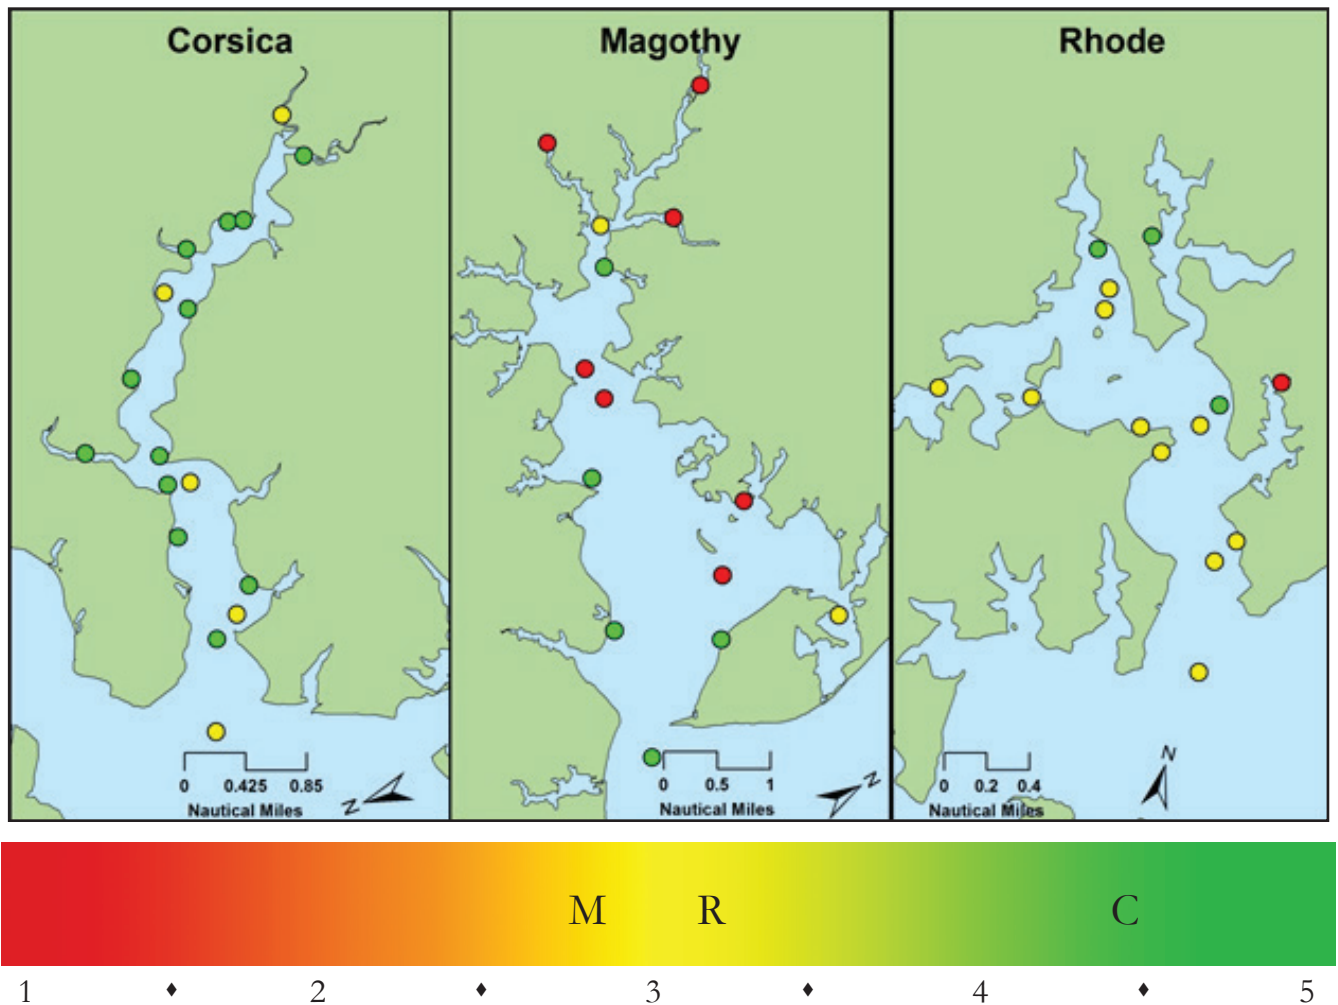 Corsica
Magothy
Rhode
0 0.425 0.85
Nautical Miles
N
0 0.5 1
Nautical Miles
N
0 0.2 0.4
Nautical Miles
N
M R C
1 ♦ 2 ♦ 3 ♦ 4 ♦ 5